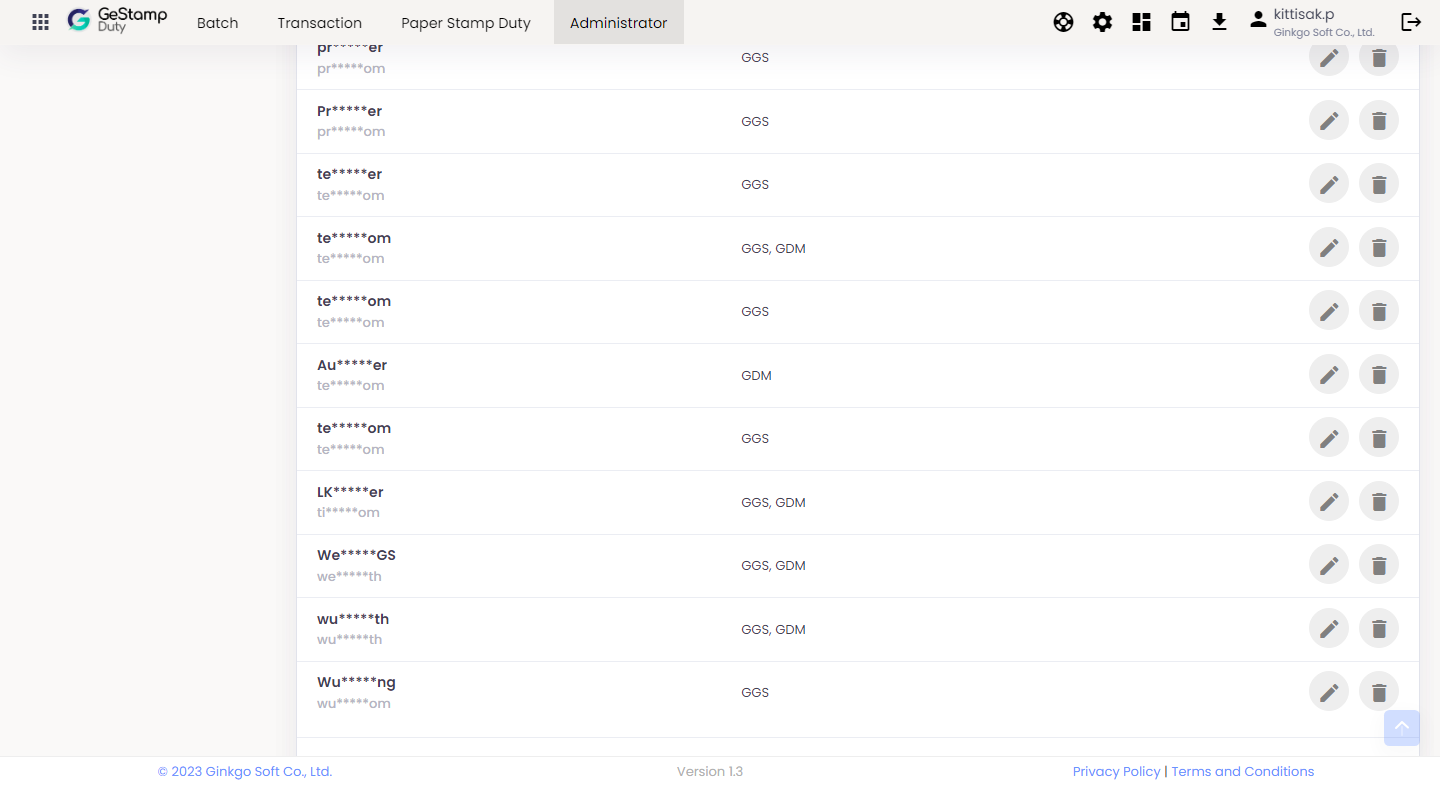 GeStamp
Duty
Batch
Transaction
Paper Stamp Duty
Administrator
kittisak.p
Ginkgo Soft Co., Ltd.
pr*****er
pr*****om
GGS
Pr*****er
pr*****om
GGS
te*****er
te*****om
GGS
te*****om
te*****om
GGS, GDM
te*****om
te*****om
GGS
Au*****er
te*****om
GDM
te*****om
te*****om
GGS
LK*****er
ti*****om
GGS, GDM
We*****GS
we*****th
GGS, GDM
wu*****th
wu*****th
GGS, GDM
Wu*****ng
wu*****om
GGS
© 2023 Ginkgo Soft Co., Ltd.
Version 1.3
Privacy Policy | Terms and Conditions